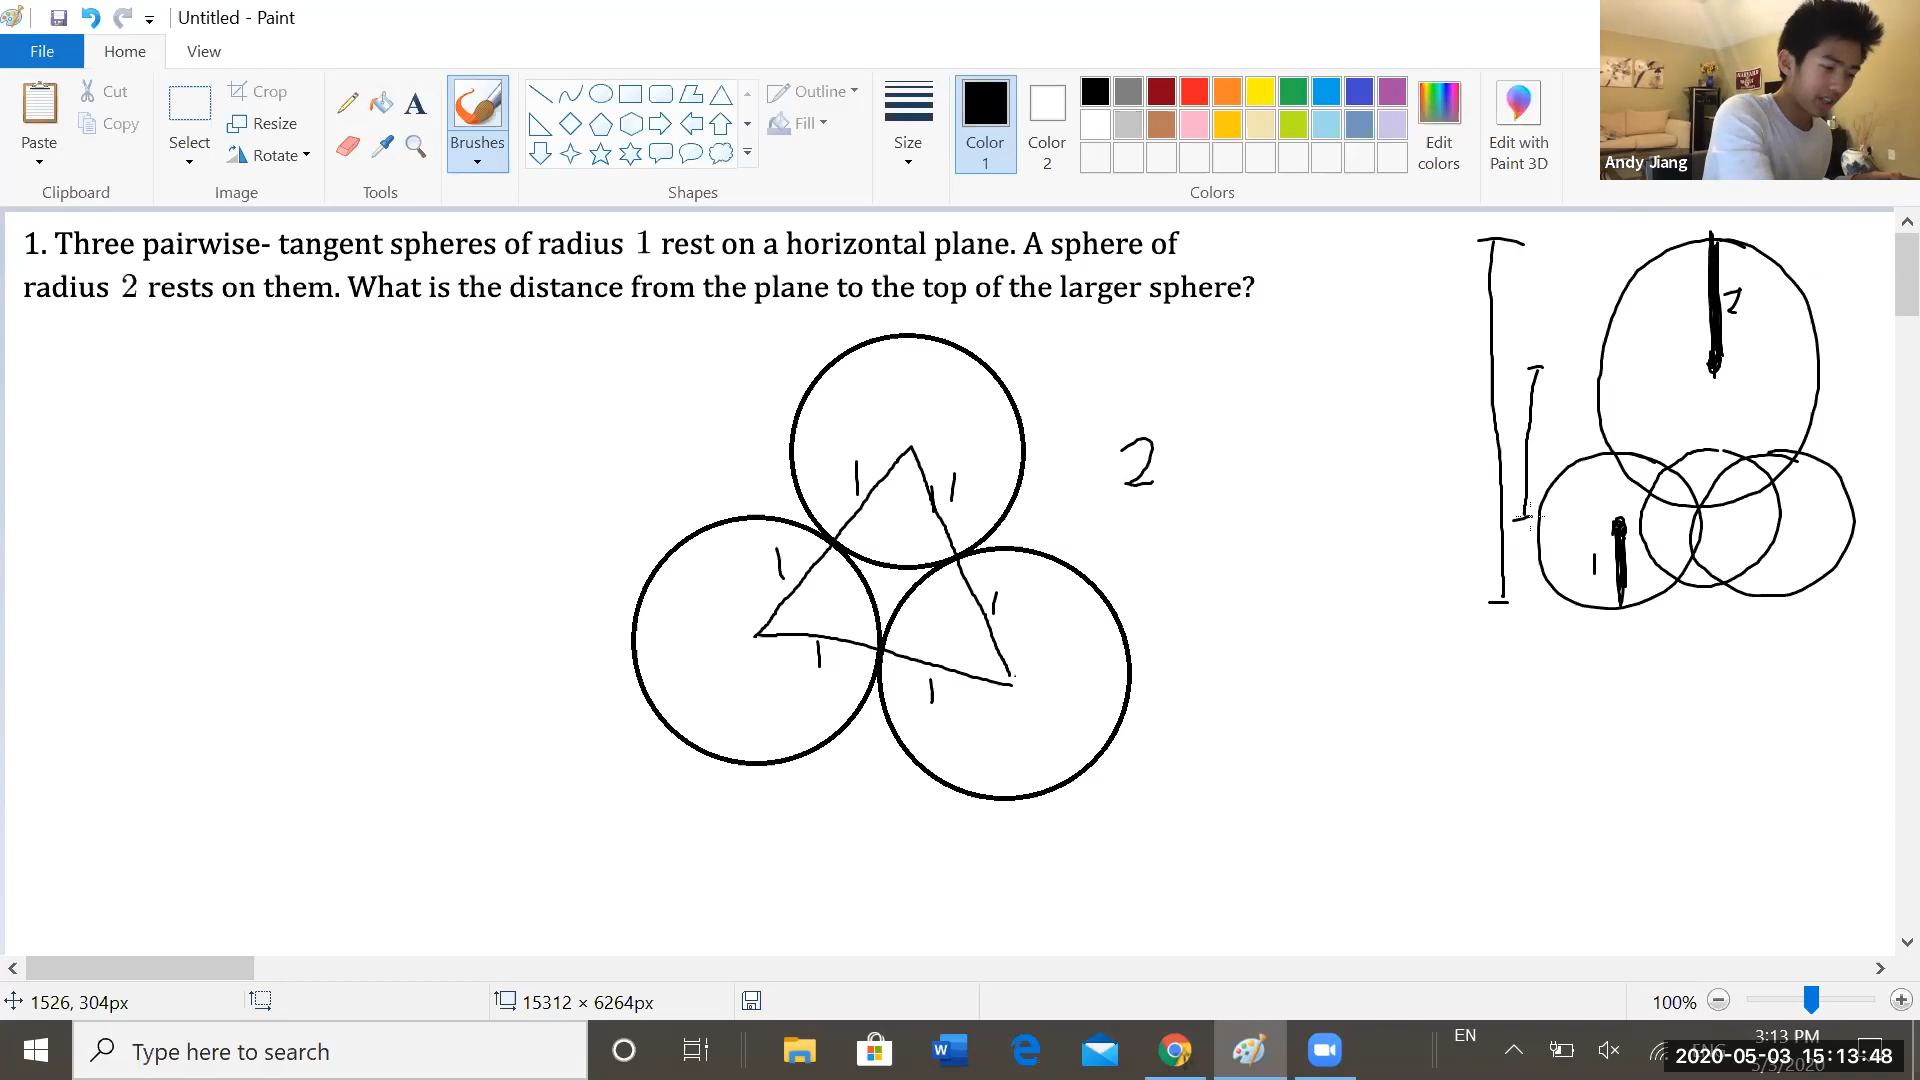 Untitled - Paint
File
Home
View
Paste
Cut
Copy
Clipboard
Select
Crop
Resize
Rotate
Image
Tools
Brushes
Shapes
Outline
Fill
Size
Color 1
Color 2
Edit colors
Edit with Paint 3D
Colors
Andy Jiang
1. Three pairwise- tangent spheres of radius 1 rest on a horizontal plane. A sphere of
radius 2 rests on them. What is the distance from the plane to the top of the larger sphere?
2
2
1
1
1
1
1
1
1
1526, 304px
15312 × 6264px
100%
Type here to search
EN
3:13 PM
2020-05-03 15:13:48